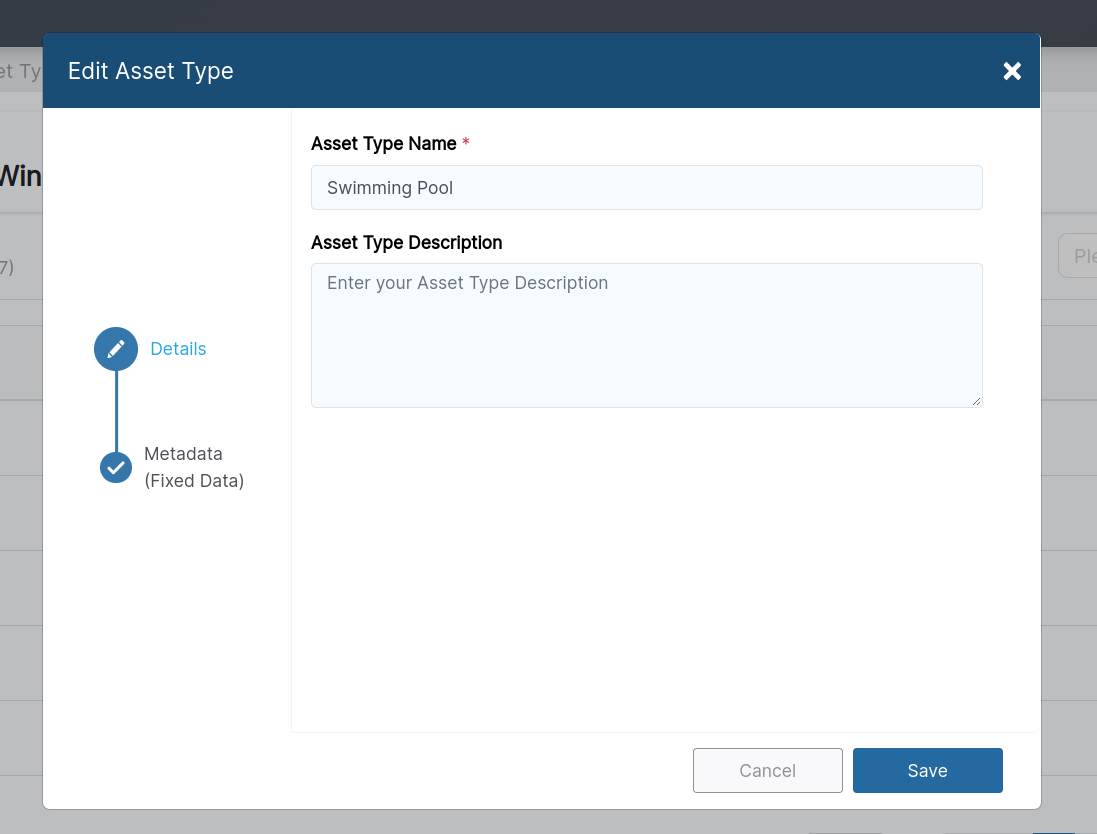 Edit Asset Type
et Ty
Win
7)
Asset Type Name *
Swimming Pool
Asset Type Description
Enter your Asset Type Description
Ple
Details
Metadata
(Fixed Data)
Cancel
Save